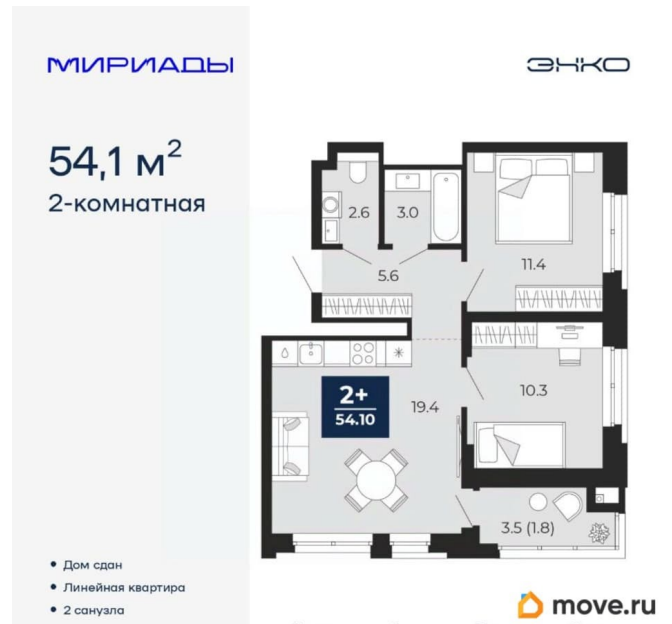 МИРИАДЫ
ЭНКО
54,1 м²
2-комнатная
2.6
3.0
11.4
5.6
2+
54.10
19.4
10.3
3.5 (1.8)
• Дом сдан
• Линейная квартира
• 2 санузла
move.ru